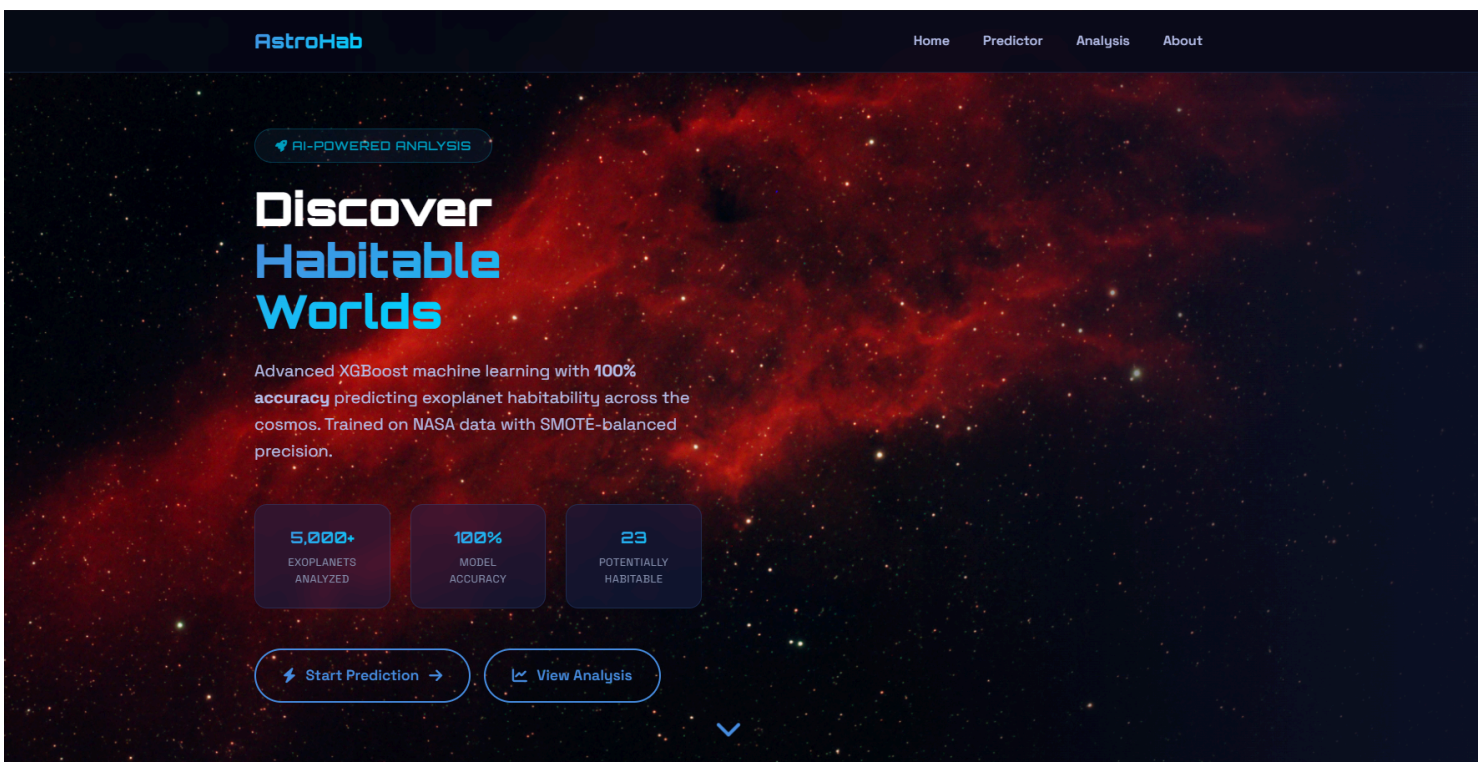 AstroHab
Home Predictor Analysis About
AI-POWERED ANALYSIS
Discover
Habitable
Worlds
Advanced XGBoost machine learning with 100%
accuracy predicting exoplanet habitability across the
cosmos. Trained on NASA data with SMOTE-balanced
precision.
5,000+
EXOPLANETS
ANALYZED
100%
MODEL
ACCURACY
23
POTENTIALLY
HABITABLE
Start Prediction →
View Analysis